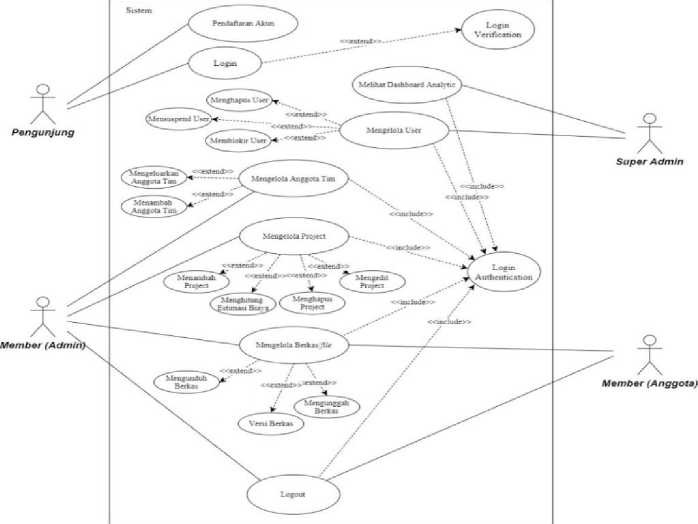 Sistem
Pendaftaran Akun
Login
Verification
<<extend>>
Login
Melihat Dashboard Analytic
Menghapus User
<<extend>>
Mensuspend User
<<extend>>
Mengelola User
Memblokir User
<<extend>>
Pengunjung
Super Admin
Mengeluarkan
Anggota Tim
<<extend>>
Mengelola Anggota Tim
<<extend>>
Menambah
Anggota Tim
<<include>>
<<include>>
<<include>>
Mengelola Project
<<include>>
Login
Authentication
<<extend>>
<<extend>>
<<extend>>
<<extend>>
Menambah
Project
Mengedit
Project
Menghitung
Estimasi Biaya
Menghapus
Project
<<include>>
<<include>>
Member (Admin)
Mengelola Berkas/file
Member (Anggota)
<<extend>>
Mengunduh
Berkas
<<extend>>
extend>>
Mengunggah
Berkas
Versi Berkas
Logout